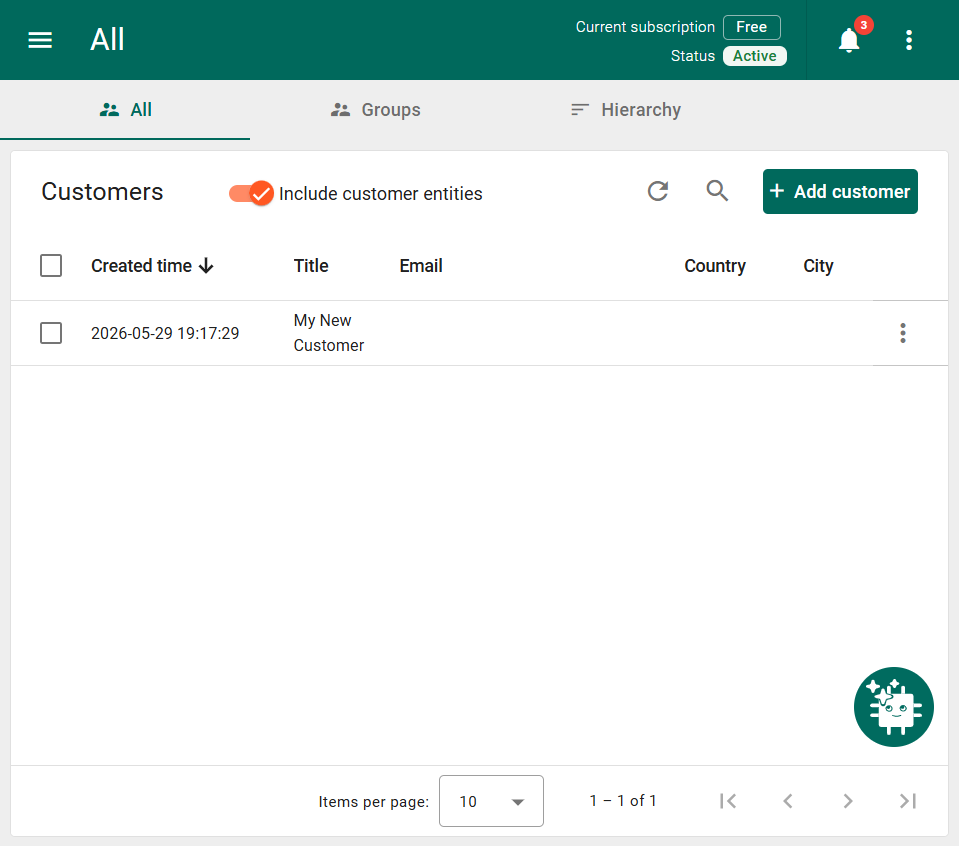 All
Current subscription Free
Status Active
3
All
Groups
Hierarchy
Customers
Include customer entities
+ Add customer
Created time
Title
Email
Country
City
2026-05-29 19:17:29
My New
Customer
Items per page:
10
1 – 1 of 1